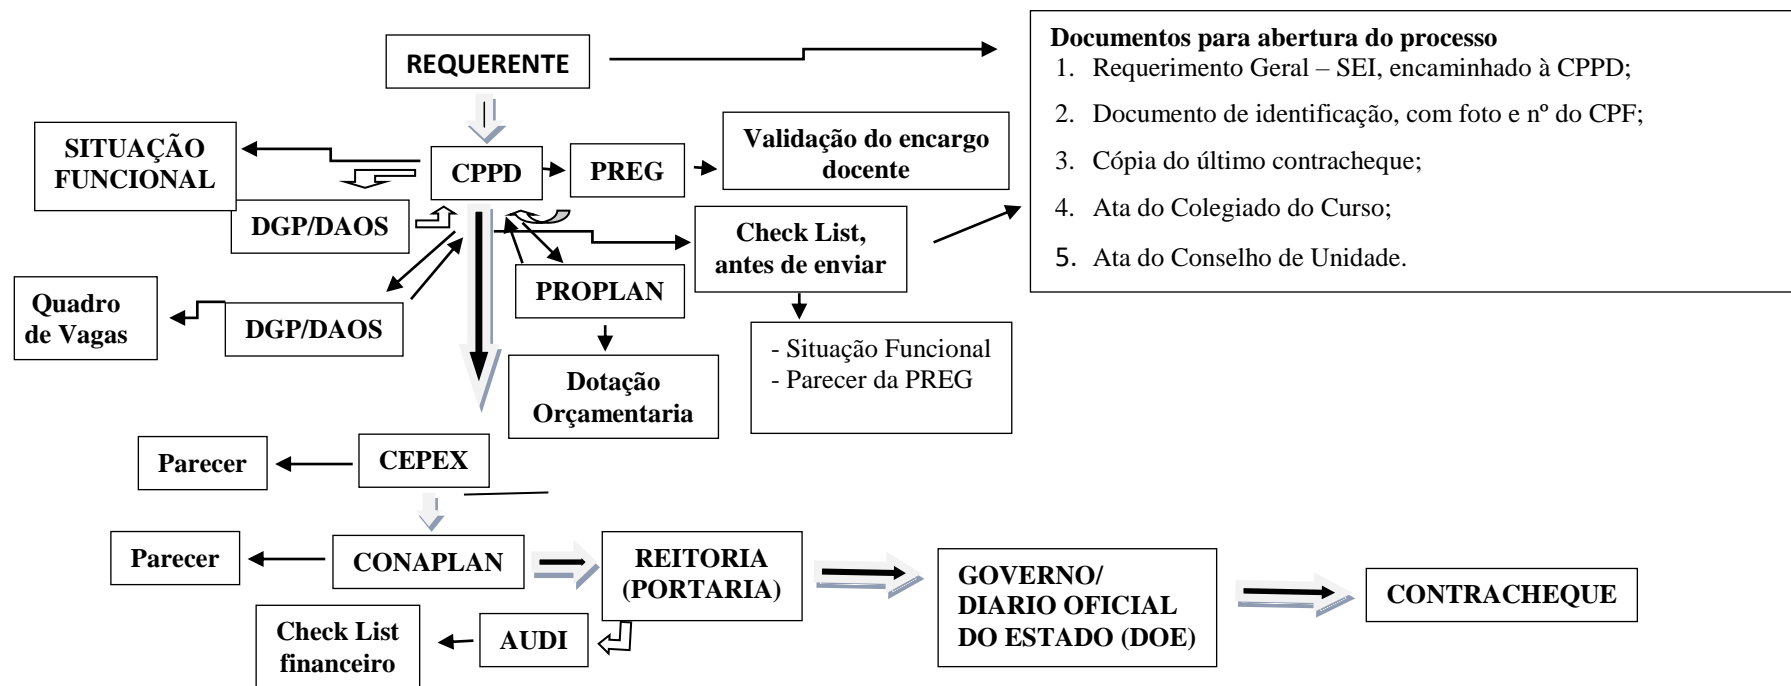 REQUERENTE
Documentos para abertura do processo
1. Requerimento Geral – SEI, encaminhado à CPPD;
2. Documento de identificação, com foto e nº do CPF;
3. Cópia do último contracheque;
4. Ata do Colegiado do Curso;
5. Ata do Conselho de Unidade.
SITUAÇÃO
FUNCIONAL
CPPD
PREG
Validação do encargo
docente
DGP/DAOS
Check List,
antes de enviar
PROPLAN
Quadro
de Vagas
DGP/DAOS
- Situação Funcional
- Parecer da PREG
Dotação
Orçamentaria
Parecer
CEPEX
Parecer
CONAPLAN
REITORIA
(PORTARIA)
GOVERNO/
DIARIO OFICIAL
DO ESTADO (DOE)
CONTRACHEQUE
Check List
financeiro
AUDI